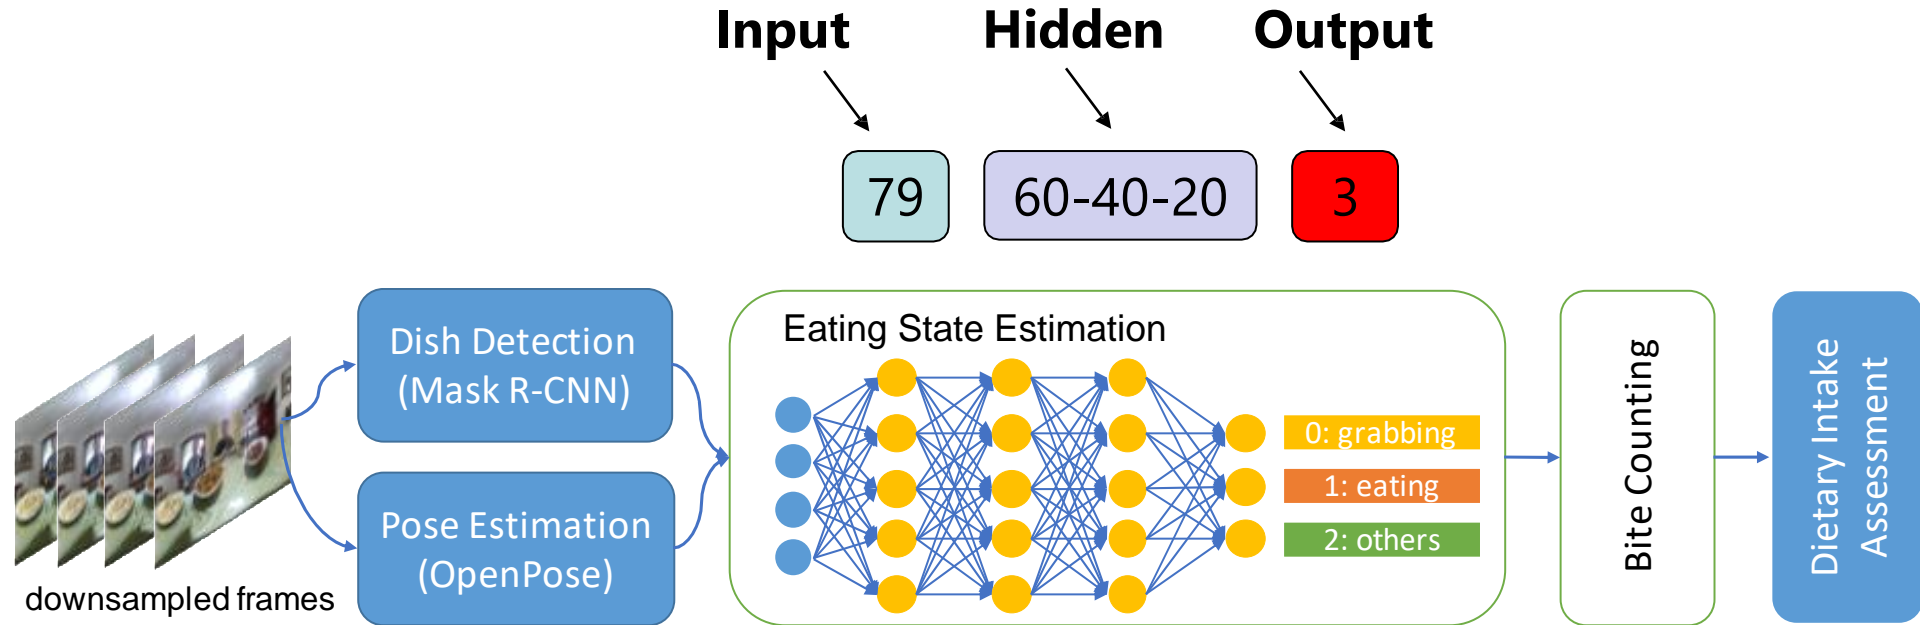 Input Hidden Output
79 60-40-20 3
Dish Detection
(Mask R-CNN)
Pose Estimation
(OpenPose)
downsampled frames
Eating State Estimation
0: grabbing
1: eating
2: others
Bite Counting
Dietary Intake
Assessment